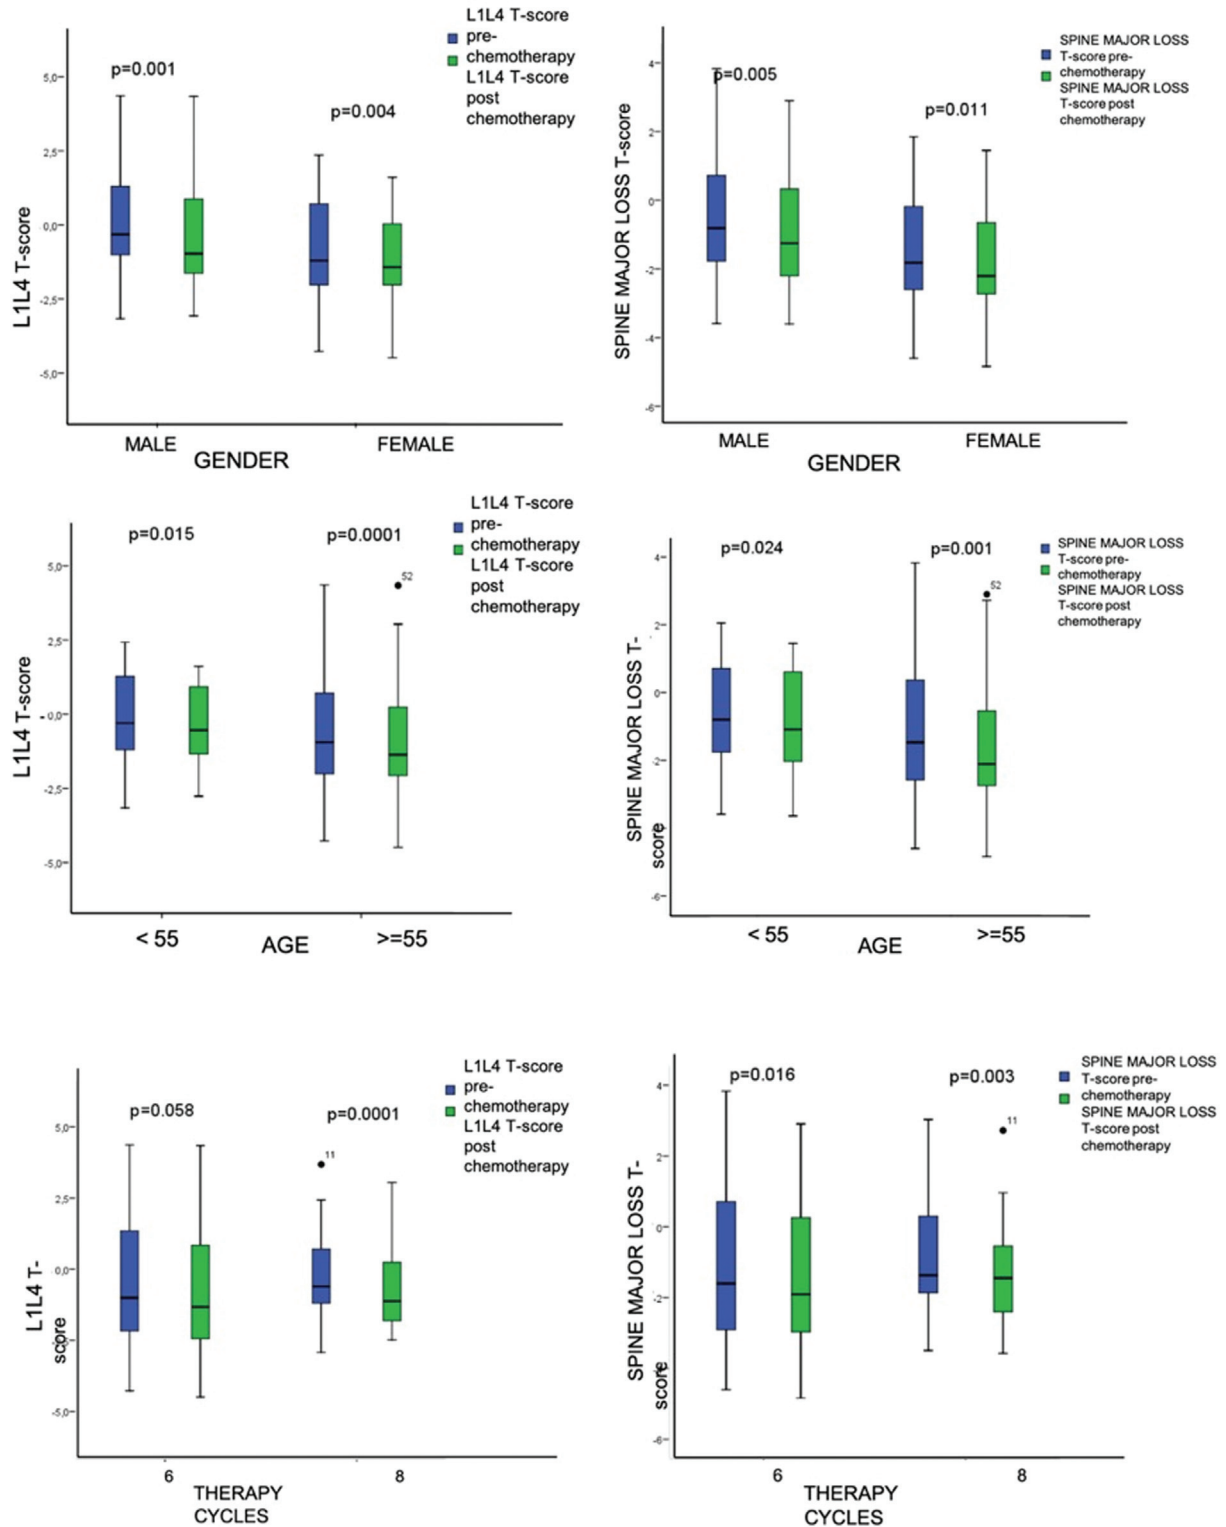 L1L4 T-score
pre-
chemotherapy
L1L4 T-score
post
chemotherapy
p=0.001
p=0.004
5,0
2,5
0,0
-2,5
-5,0
L1L4 T-score
MALE
FEMALE
GENDER
SPINE MAJOR LOSS
T-score pre-
chemotherapy
SPINE MAJOR LOSS
T-score post
chemotherapy
p=0.005
p=0.011
4
2
0
-2
-4
-6
SPINE MAJOR LOSS T-score
MALE
FEMALE
GENDER
L1L4 T-score
pre-
chemotherapy
L1L4 T-score
post
chemotherapy
p=0.015
p=0.0001
52
5,0
2,5
0,0
-2,5
-5,0
L1L4 T-score
< 55
>=55
AGE
SPINE MAJOR LOSS
T-score pre-
chemotherapy
SPINE MAJOR LOSS
T-score post
chemotherapy
p=0.024
p=0.001
52
4
2
0
-2
-6
SPINE MAJOR LOSS T-
score
< 55
>=55
AGE
L1L4 T-score
pre-
chemotherapy
L1L4 T-score
post
chemotherapy
p=0.058
p=0.0001
11
5,0
2,5
0,0
-5,0
L1L4 T-
score
6
8
THERAPY
CYCLES
SPINE MAJOR LOSS
T-score pre-
chemotherapy
SPINE MAJOR LOSS
T-score post
chemotherapy
p=0.016
p=0.003
11
4
2
0
-2
-6
SPINE MAJOR LOSS T-
score
6
8
THERAPY
CYCLES